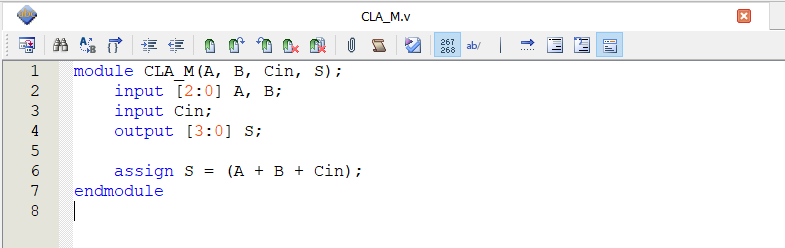 CLA_M.v
267
268
ab/
1 module CLA_M(A, B, Cin, S);
2     input [2:0] A, B;
3     input Cin;
4     output [3:0] S;
5
6     assign S = (A + B + Cin);
7 endmodule
8